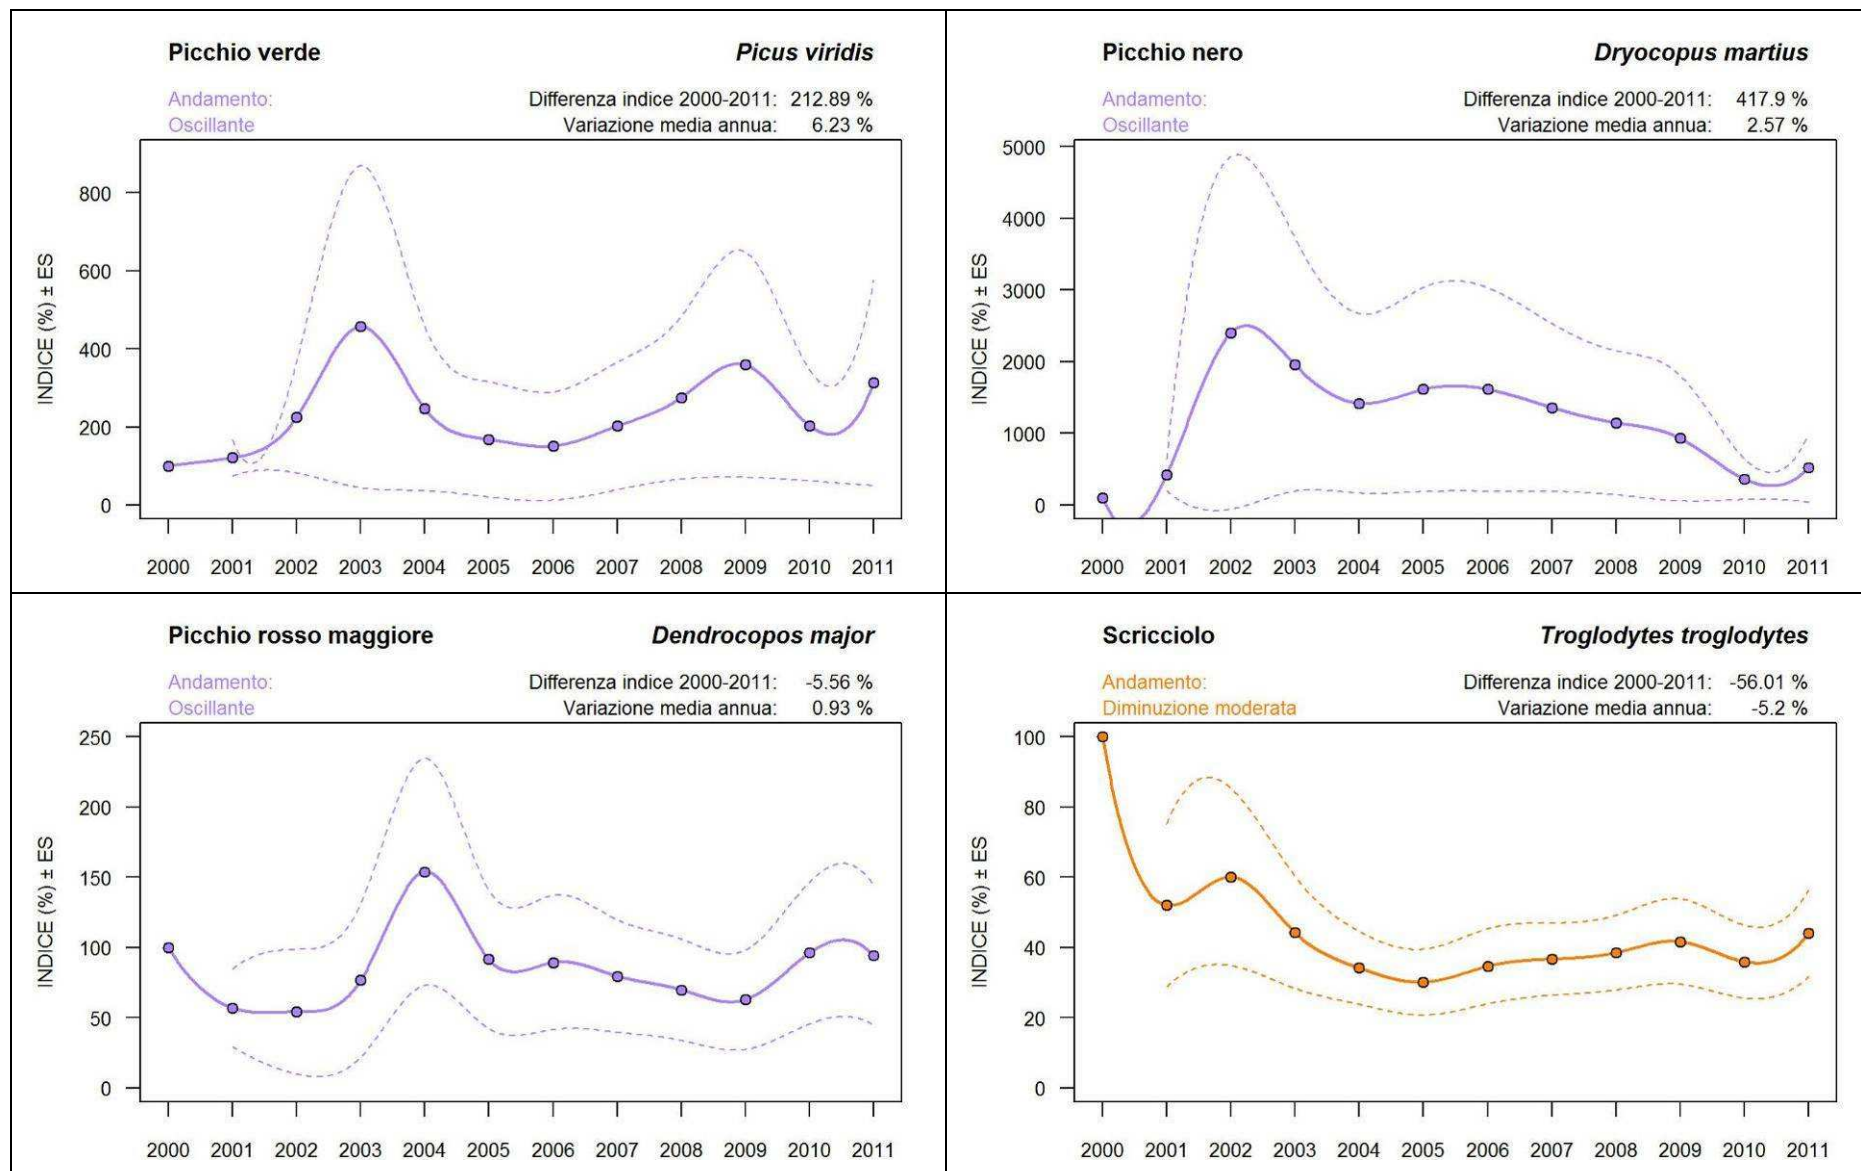 Picchio verde Picus viridis
Andamento: Differenza indice 2000-2011: 212.89 %
Oscillante Variazione media annua: 6.23 %
800
600
400
200
0
INDICE (%) ± ES
2000 2001 2002 2003 2004 2005 2006 2007 2008 2009 2010 2011
Picchio nero Dryocopus martius
Andamento: Differenza indice 2000-2011: 417.9 %
Oscillante Variazione media annua: 2.57 %
5000
4000
3000
2000
1000
0
INDICE (%) ± ES
2000 2001 2002 2003 2004 2005 2006 2007 2008 2009 2010 2011
Picchio rosso maggiore Dendrocopos major
Andamento: Differenza indice 2000-2011: -5.56 %
Oscillante Variazione media annua: 0.93 %
250
200
150
100
50
0
INDICE (%) ± ES
2000 2001 2002 2003 2004 2005 2006 2007 2008 2009 2010 2011
Scricciolo Troglodytes troglodytes
Andamento: Differenza indice 2000-2011: -56.01 %
Diminuzione moderata Variazione media annua: -5.2 %
100
80
60
40
20
0
INDICE (%) ± ES
2000 2001 2002 2003 2004 2005 2006 2007 2008 2009 2010 2011